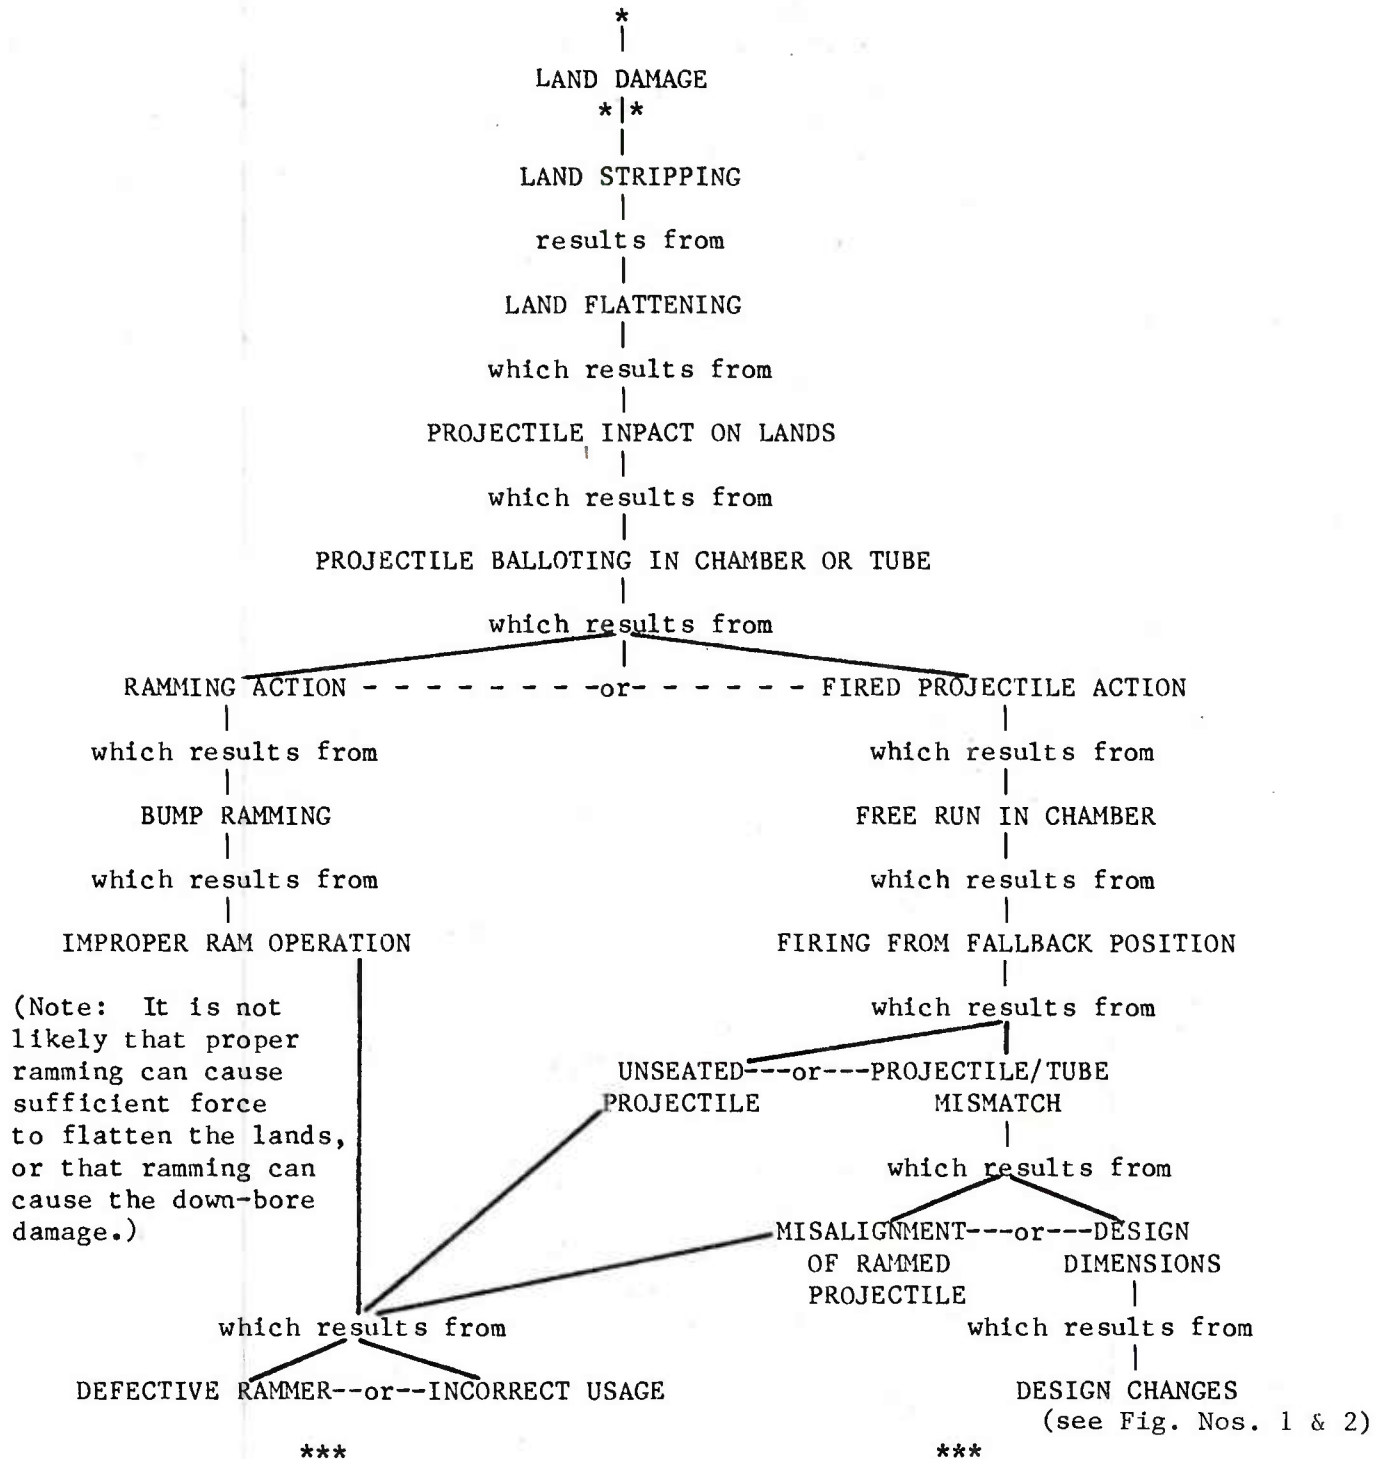 *
LAND DAMAGE
*|*
LAND STRIPPING
results from
LAND FLATTENING
which results from
PROJECTILE INPACT ON LANDS
which results from
PROJECTILE BALLOTING IN CHAMBER OR TUBE
which results from
RAMMING ACTION - - - - - - - -or- - - - - - FIRED PROJECTILE ACTION
which results from which results from
BUMP RAMMING FREE RUN IN CHAMBER
which results from which results from
IMPROPER RAM OPERATION FIRING FROM FALLBACK POSITION
(Note: It is not
likely that proper
ramming can cause
sufficient force
to flatten the lands,
or that ramming can
cause the down-bore
damage.)
which results from
UNSEATED---or---PROJECTILE/TUBE
PROJECTILE MISMATCH
which results from
MISALIGNMENT---or---DESIGN
OF RAMMED DIMENSIONS
PROJECTILE
which results from which results from
DEFECTIVE RAMMER--or--INCORRECT USAGE DESIGN CHANGES
(see Fig. Nos. 1 & 2)
*** ***